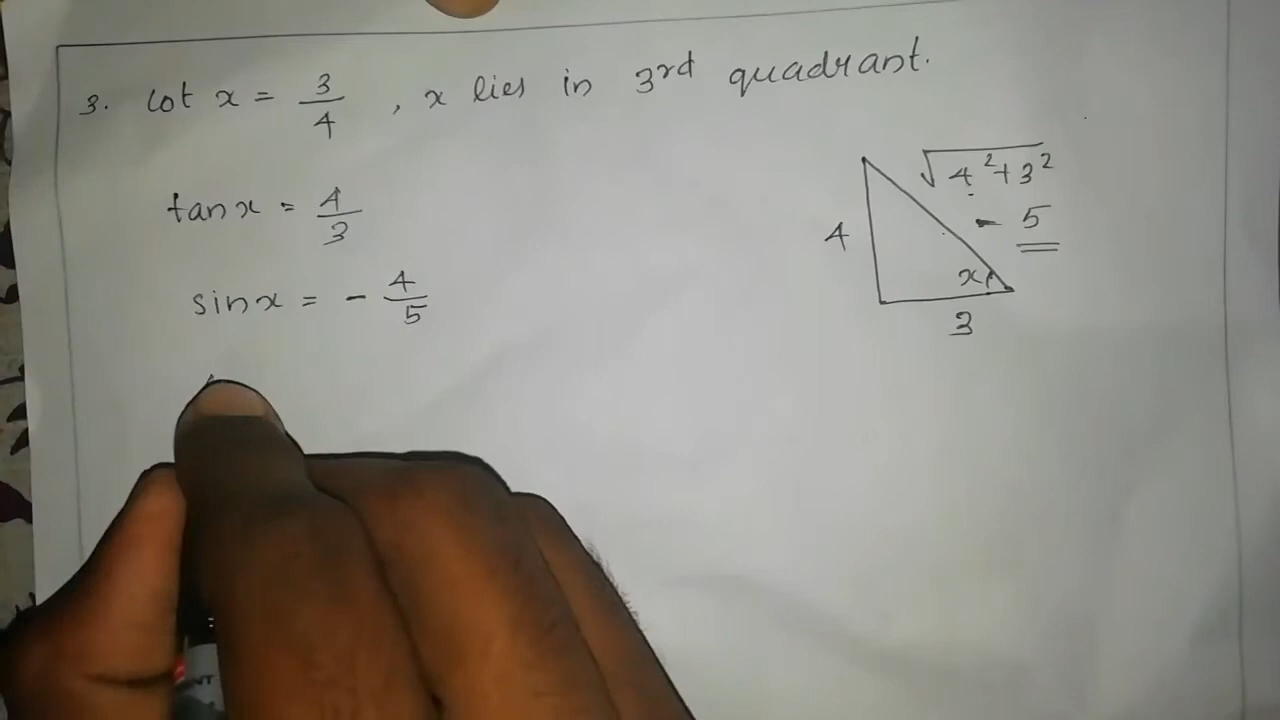 3. Cot x = 3/4 , x lies in 3rd quadrant.
tan x = 4/3
sin x = - 4/5
√4²+3²
- 5
4
x
3
NT